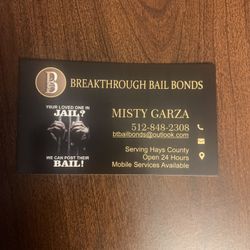 B
BREAKTHROUGH BAIL BONDS
YOUR LOVED ONE IN
JAIL?
WE CAN POST THEIR
BAIL!
MISTY GARZA
512-848-2308
btbailbonds@outlook.com
Serving Hays County
Open 24 Hours
Mobile Services Available